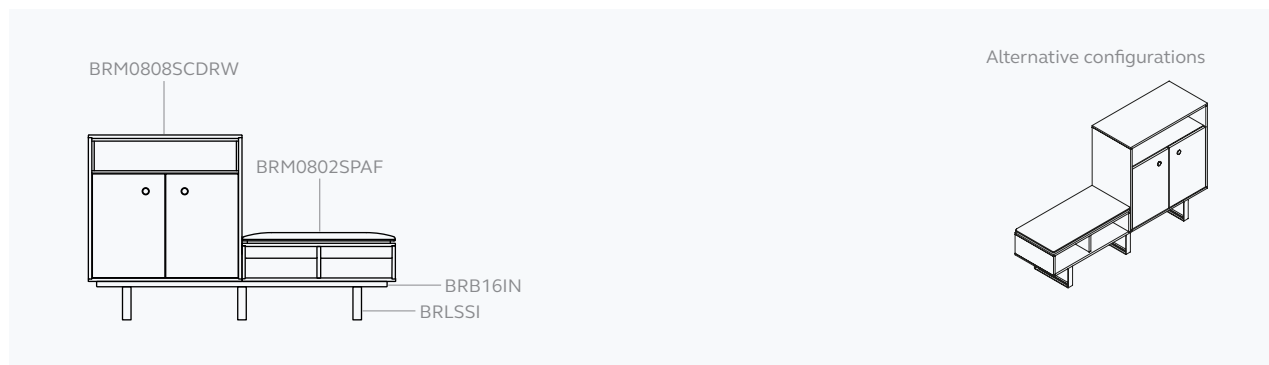 BRM0808SCDRW
Alternative configurations
BRM0802SPAF
BRB16IN
BRLSSI